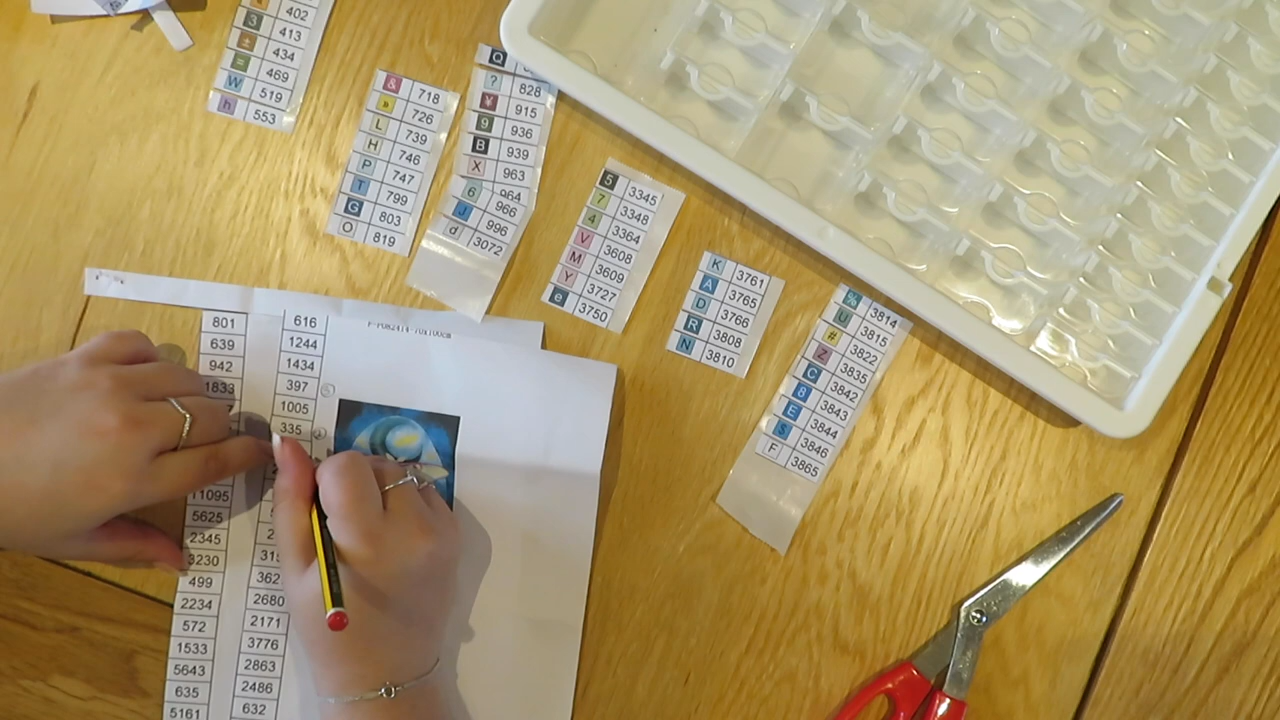 402
3 413
± 434
= 469
W 519
h 553
& 718
» 726
L 739
H 746
P 747
T 799
G 803
O 819
Q
? 828
¥ 915
9 936
B 939
X 963
6 964
J 966
996
d 3072
5 3345
7 3348
4 3364
V 3608
M 3609
Y 3727
e 3750
K 3761
A 3765
D 3766
R 3808
N 3810
% 3814
U 3815
# 3822
Z 3835
C 3842
8 3843
E 3844
$ 3846
F 3865
801
639
942
1833
11095
5625
2345
3230
499
2234
572
1533
5643
635
5161
616
1244
1434
397
1005
335
2680
2171
3776
2863
2486
632